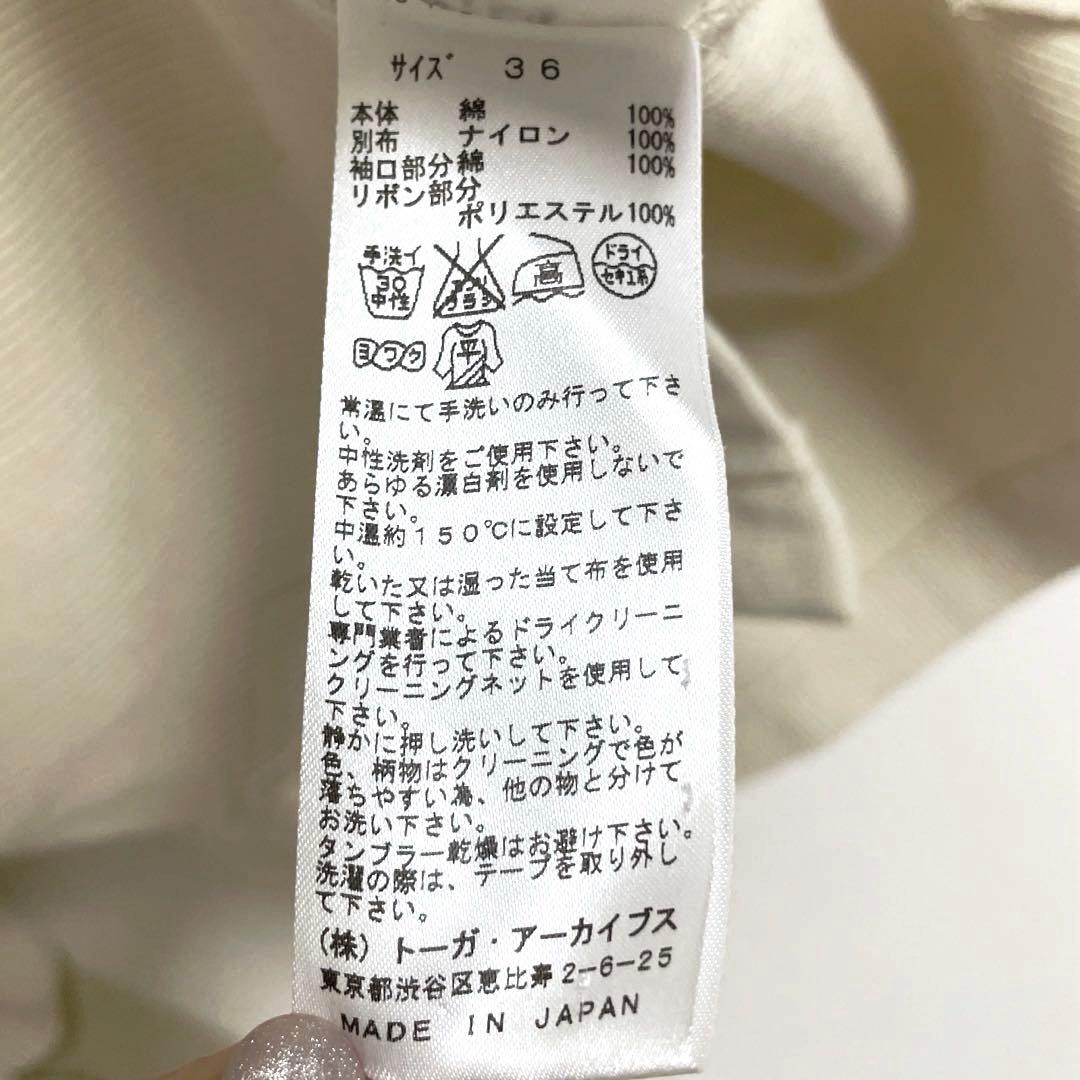 サイズ 36
本体 綿 100%
別布 ナイロン 100%
袖口部分 綿 100%
リボン部分
ポリエステル100%
手洗イ 30 中性 エンソサラシ 高 ドライ セキユ系
ヨワク 平
常温にて手洗いのみ行って下さ
い。
中性洗剤をご使用下さい。
あらゆる漂白剤を使用しないで
下さい。
中温約150℃に設定して下さ
い。
乾いた又は湿った当て布を使用
して下さい。
専門業者によるドライクリーニ
ングを行って下さい。
クリーニングネットを使用して
下さい。
静かに押し洗いして下さい。
色、柄物はクリーニングで色が
落ちやすい為、他の物と分けて
お洗い下さい。
タンブラー乾燥はお避け下さい。
洗濯の際は、テープを取り外し
て下さい。
(株) トーガ・アーカイブス
東京都渋谷区恵比寿2-6-25
MADE IN JAPAN